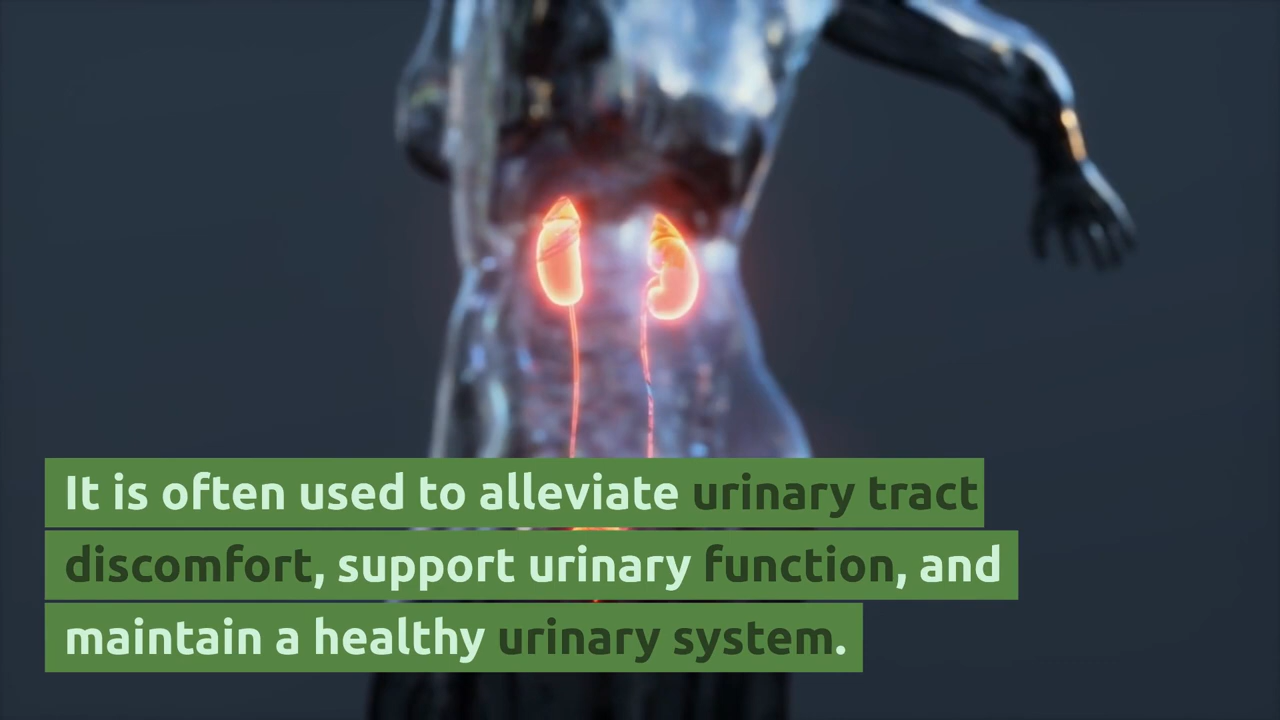 It is often used to alleviate urinary tract
discomfort, support urinary function, and
maintain a healthy urinary system.